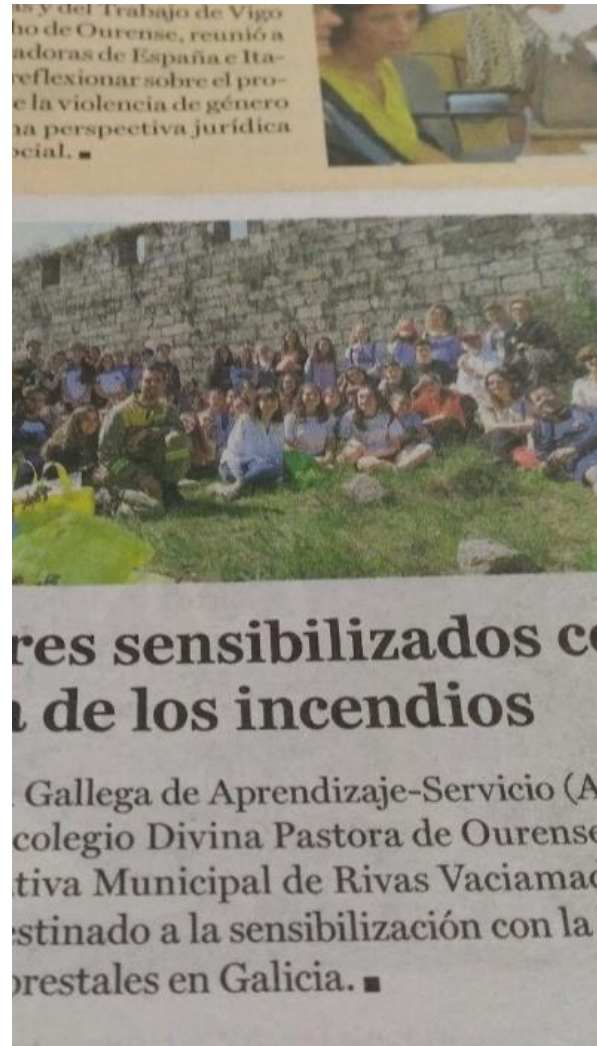 as y del Trabajo de Vigo
ho de Ourense, reunió a
adoras de España e Ita-
reflexionar sobre el pro-
e la violencia de género
na perspectiva jurídica
ocial.
res sensibilizados co
a de los incendios
Gallega de Aprendizaje-Servicio (A
colegio Divina Pastora de Ourense
tiva Municipal de Rivas Vaciamad
estinado a la sensibilización con la
orestales en Galicia.